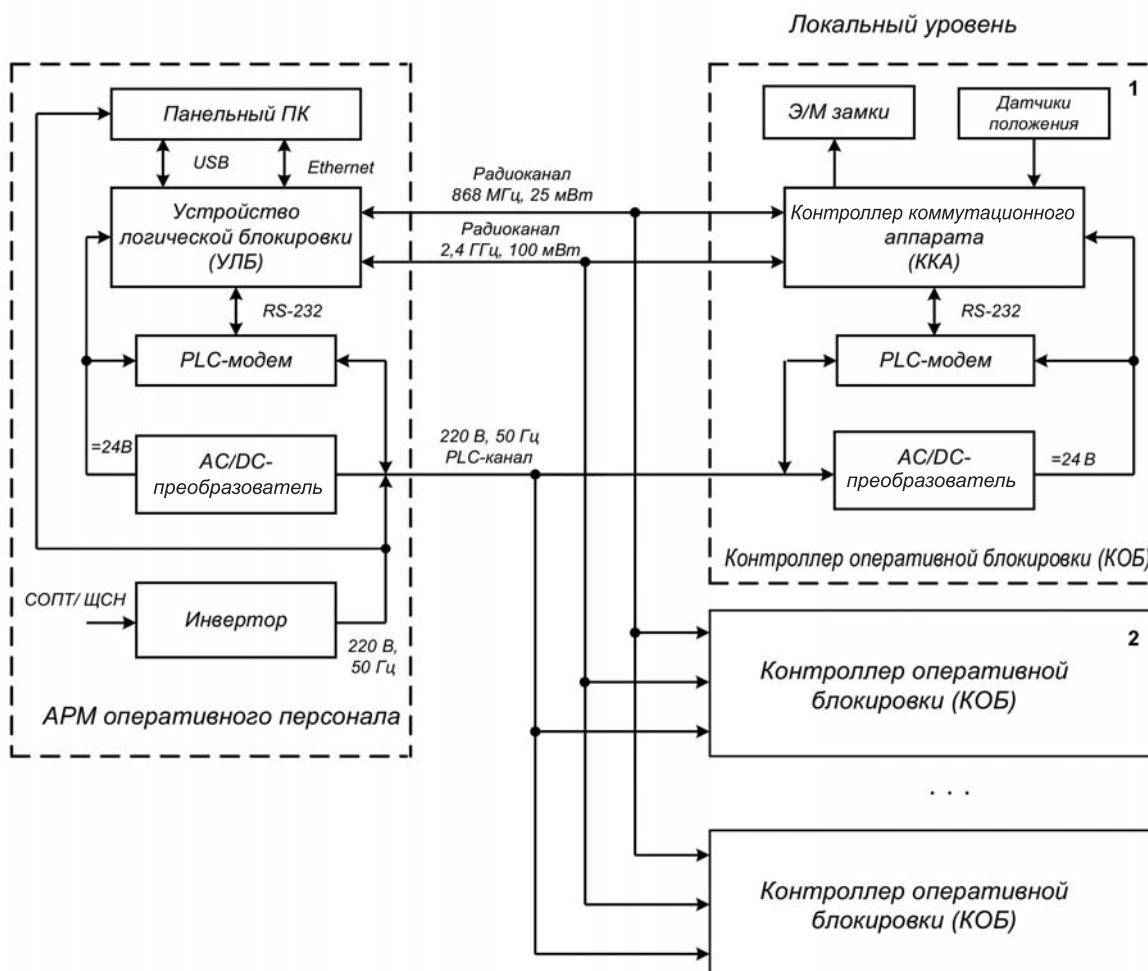 Локальный уровень
Панельный ПК
USB
Ethernet
Устройство
логической блокировки
(УЛБ)
RS-232
PLC-модем
=24В
AC/DC-
преобразователь
СОПТ/ ЩСН
Инвертор
220 В,
50 Гц
АРМ оперативного персонала
Радиоканал
868 МГц, 25 мВт
Радиоканал
2,4 ГГц, 100 мВт
220 В, 50 Гц
PLC-канал
1
Э/М замки
Датчики
положения
Контроллер коммутационного
аппарата
(ККА)
RS-232
PLC-модем
AC/DC-
преобразователь
=24 В
Контроллер оперативной блокировки (КОБ)
2
Контроллер оперативной
блокировки (КОБ)
. . .
Контроллер оперативной
блокировки (КОБ)